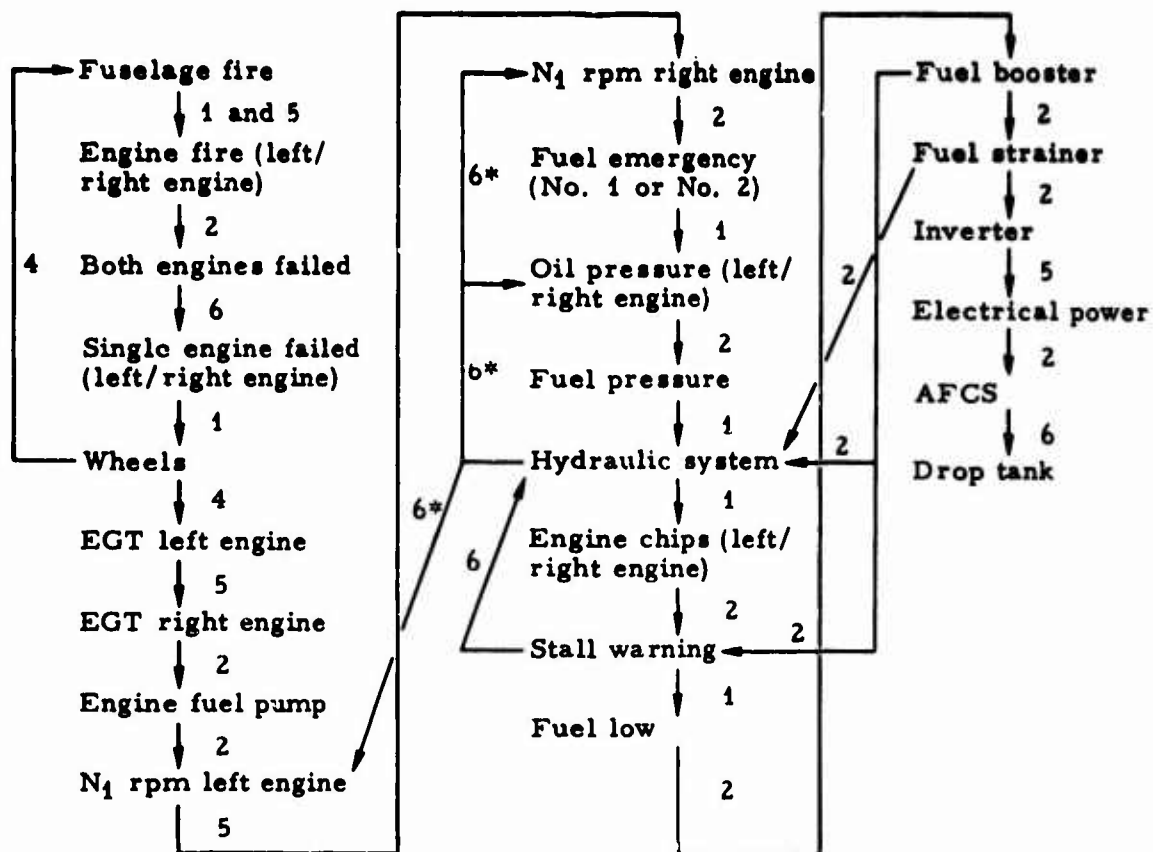 Fuselage fire
1 and 5
Engine fire (left/
right engine)
2
Both engines failed
4
6
Single engine failed
(left/right engine)
1
Wheels
4
EGT left engine
5
EGT right engine
2
Engine fuel pump
2
N1 rpm left engine
5
N1 rpm right engine
2
6*
Fuel emergency
(No. 1 or No. 2)
1
Oil pressure (left/
right engine)
2
6*
Fuel pressure
1
Hydraulic system
6*
1
Engine chips (left/
right engine)
6
2
Stall warning
1
Fuel low
2
Fuel booster
2
Fuel strainer
2
Inverter
2
5
Electrical power
2
AFCS
6
2
Drop tank
2